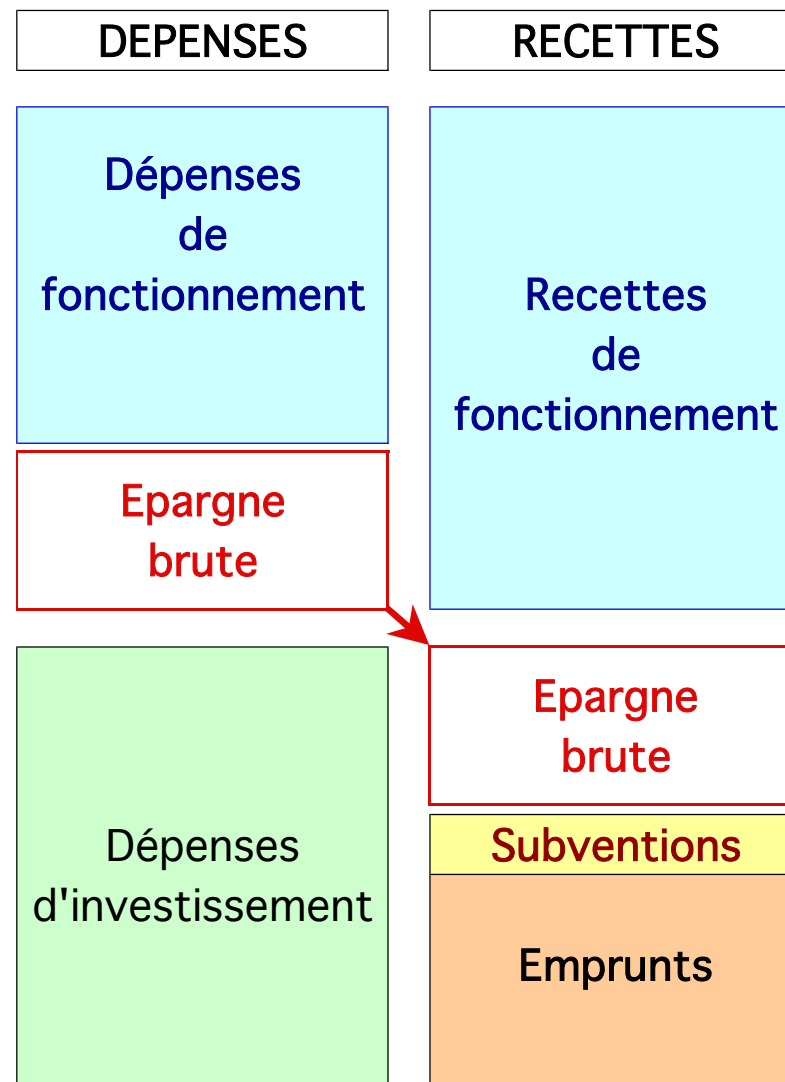 DEPENSES
RECETTES
Dépenses
de
fonctionnement
Recettes
de
fonctionnement
Epargne
brute
Epargne
brute
Dépenses
d'investissement
Subventions
Emprunts